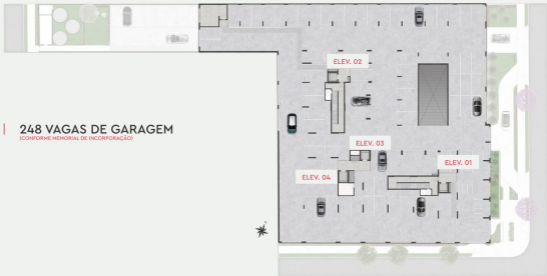 ELEV. 02
248 VAGAS DE GARAGEM
(CONFORME MEMORIAL DE INCORPORAÇÃO)
ELEV. 03
ELEV. 01
ELEV. 04